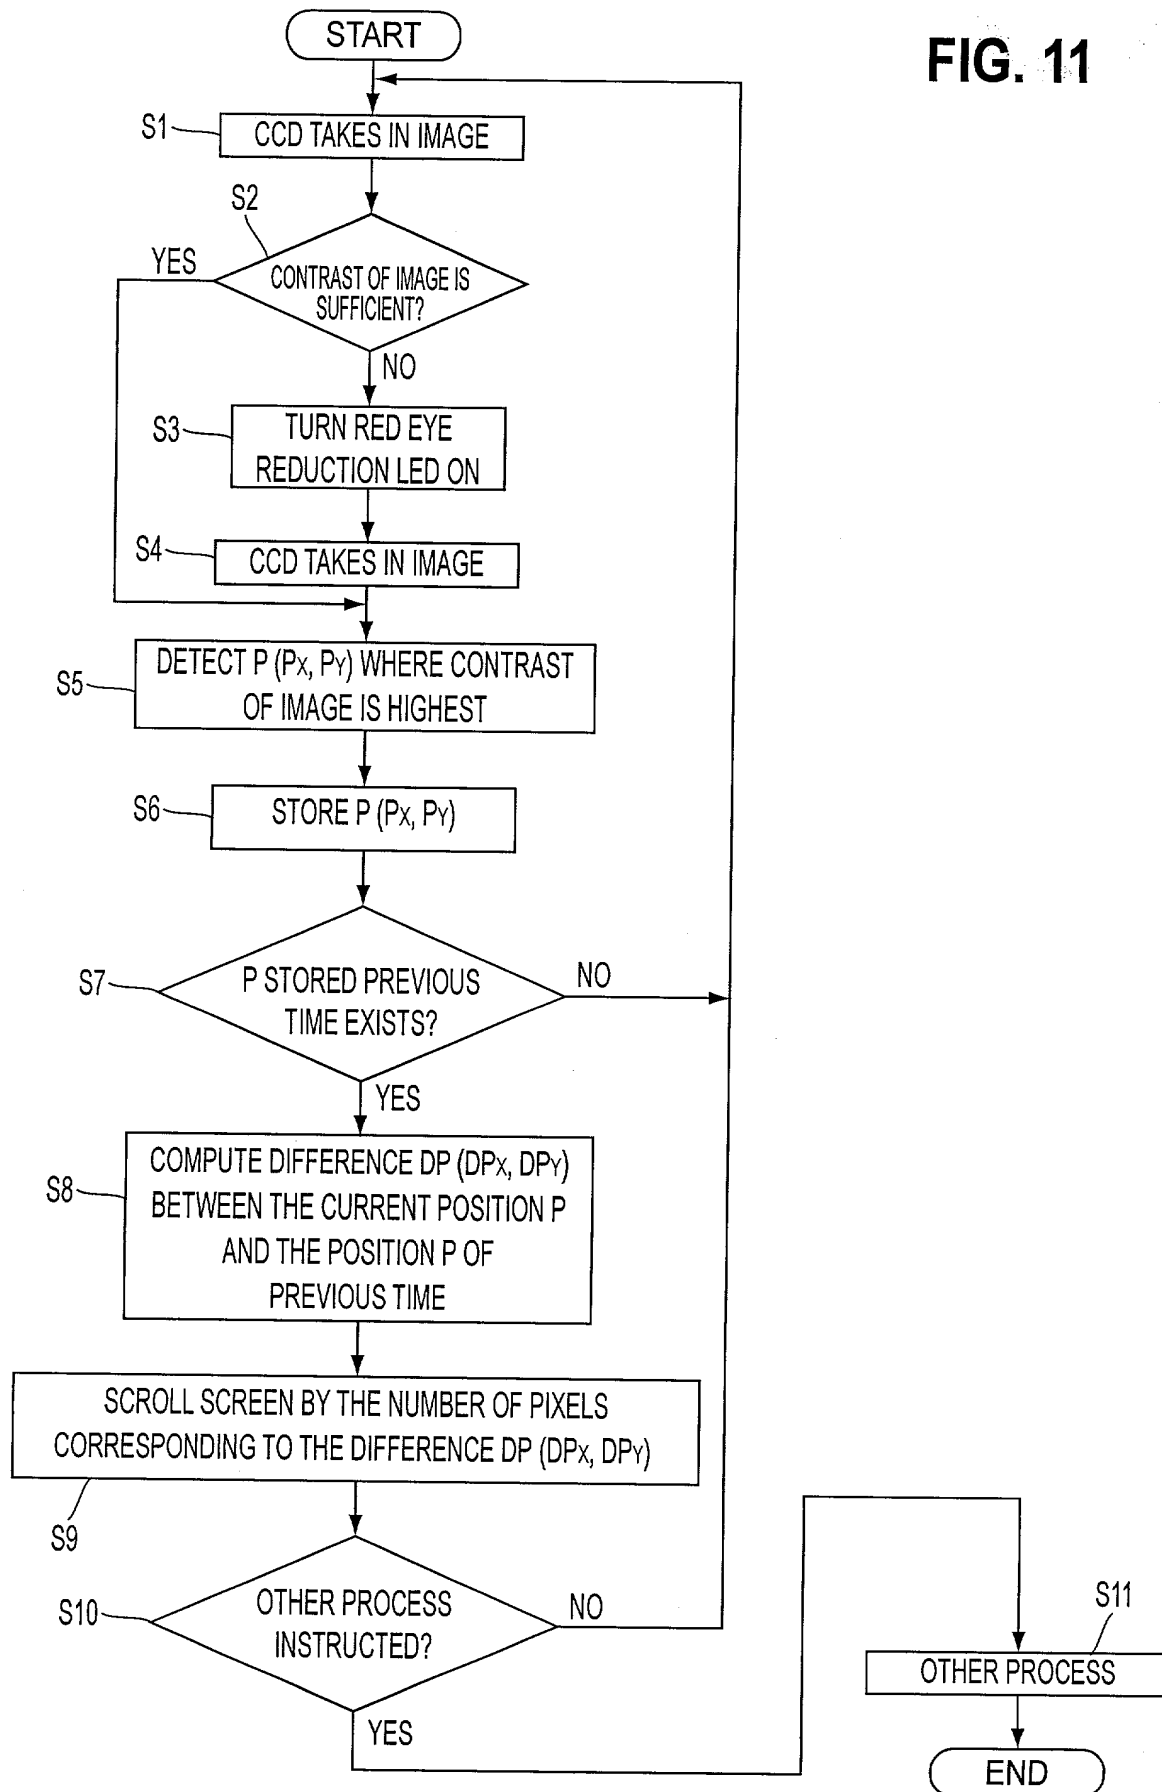 START
FIG. 11
S1
CCD TAKES IN IMAGE
S2
YES
CONTRAST OF IMAGE IS
SUFFICIENT?
NO
S3
TURN RED EYE
REDUCTION LED ON
S4
CCD TAKES IN IMAGE
S5
DETECT P (PX, PY) WHERE CONTRAST
OF IMAGE IS HIGHEST
S6
STORE P (PX, PY)
S7
P STORED PREVIOUS
TIME EXISTS?
NO
YES
S8
COMPUTE DIFFERENCE DP (DPX, DPY)
BETWEEN THE CURRENT POSITION P
AND THE POSITION P OF
PREVIOUS TIME
SCROLL SCREEN BY THE NUMBER OF PIXELS
CORRESPONDING TO THE DIFFERENCE DP (DPX, DPY)
S9
S10
OTHER PROCESS
INSTRUCTED?
NO
YES
S11
OTHER PROCESS
END